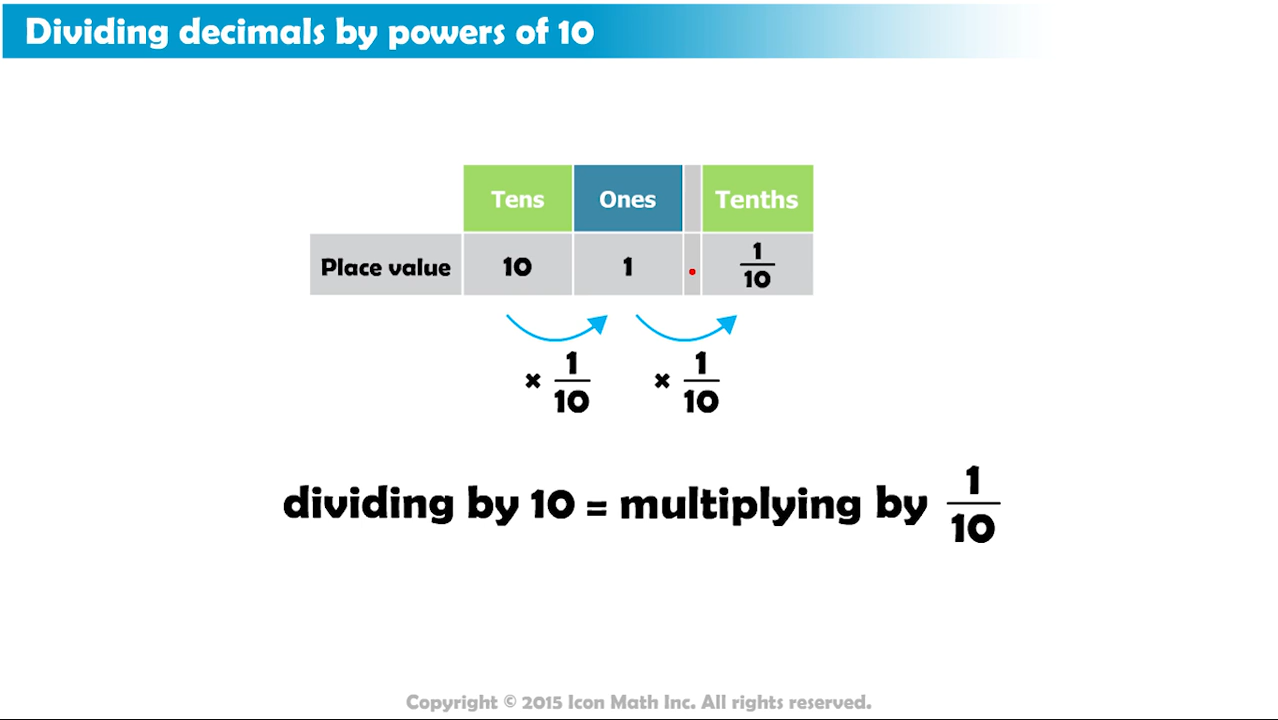 Dividing decimals by powers of 10
Tens Ones Tenths
Place value 10 1 . 1/10
× 1/10 × 1/10
dividing by 10 = multiplying by 1/10
Copyright © 2015 Icon Math Inc. All rights reserved.